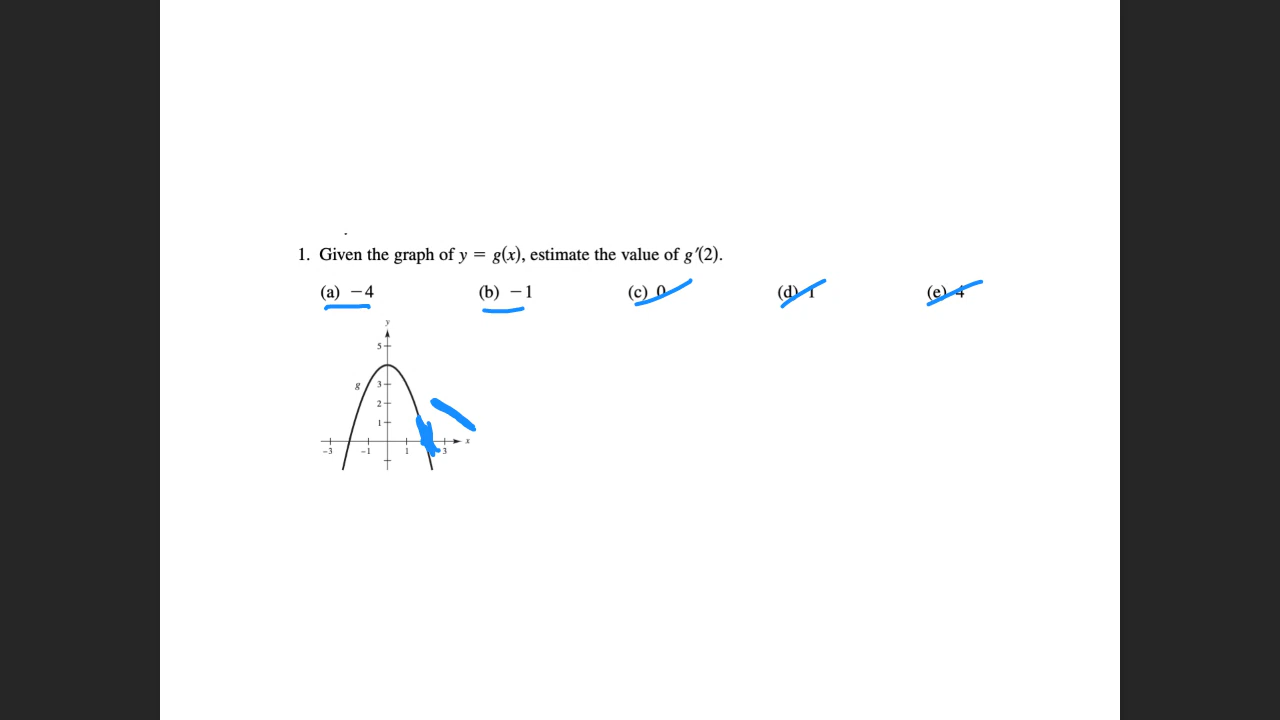 1. Given the graph of y = g(x), estimate the value of g′(2).
(a) −4 (b) −1 (c) 0 (d) 1 (e) 4
y
5
g 3
2
1
x
−3 −1 1 3